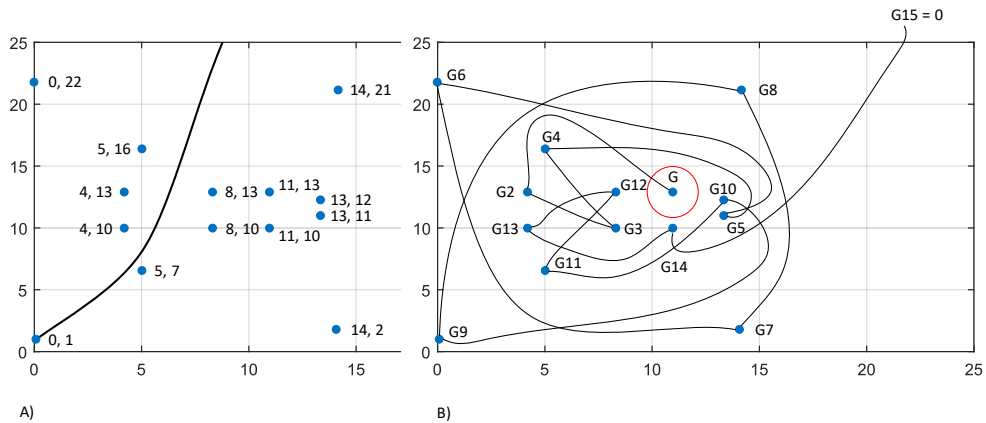 G15 = 0
25
20
15
10
5
0
0
5
10
15
0, 22
14, 21
5, 16
4, 13
8, 13
11, 13
13, 12
13, 11
4, 10
8, 10
11, 10
5, 7
14, 2
0, 1
A)
25
20
15
10
5
0
0
5
10
15
20
25
G6
G8
G4
G
G2
G12
G10
G13
G3
G5
G11
G14
G9
G7
B)